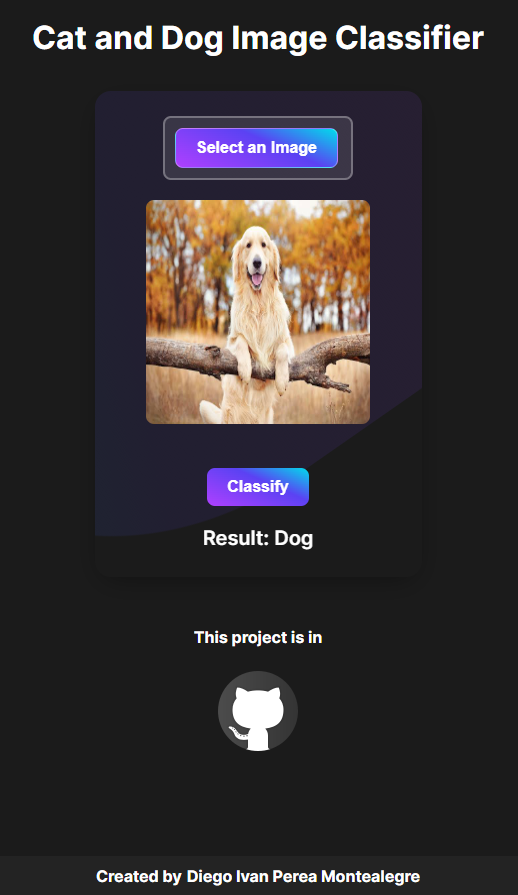 Cat and Dog Image Classifier
Select an Image
Classify
Result: Dog
This project is in
Created by Diego Ivan Perea Montealegre